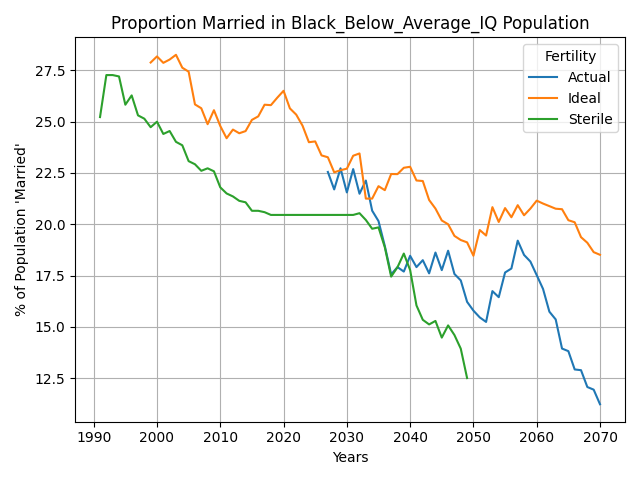 Proportion Married in Black_Below_Average_IQ Population
Fertility
Actual
Ideal
Sterile
% of Population 'Married'
27.5
25.0
22.5
20.0
17.5
15.0
12.5
1990 2000 2010 2020 2030 2040 2050 2060 2070
Years